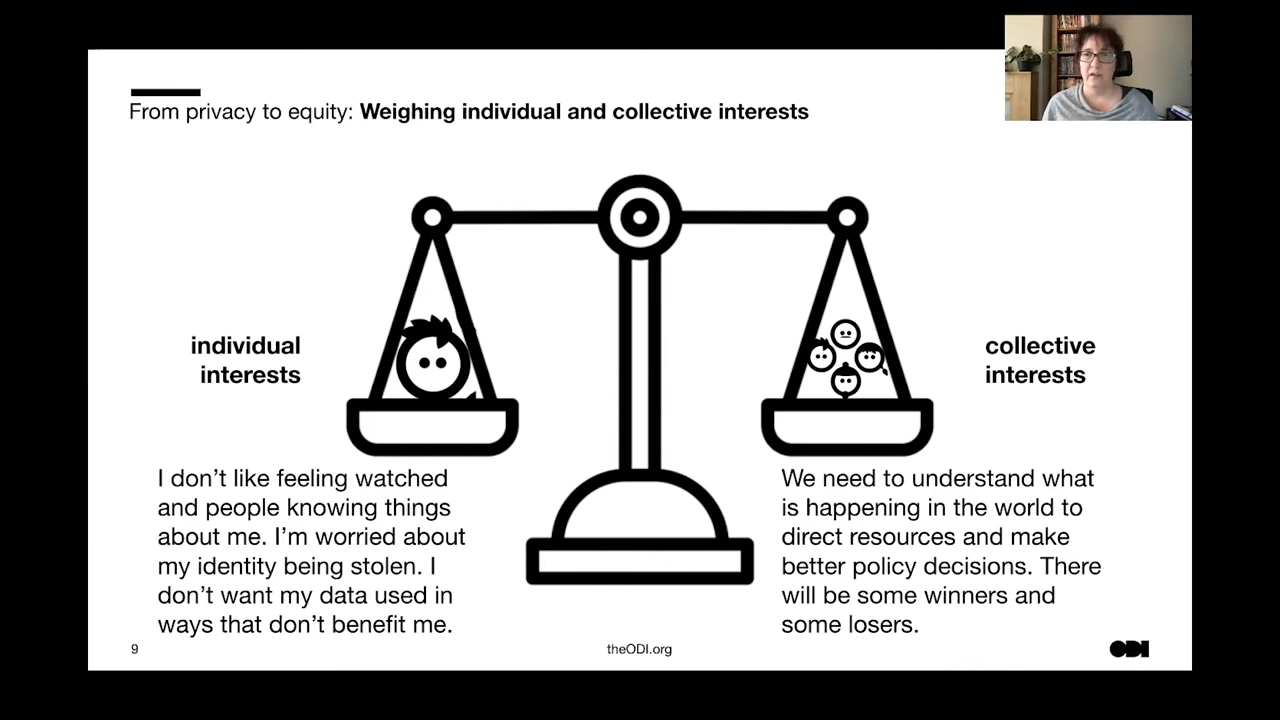 From privacy to equity: Weighing individual and collective interests
individual
interests
collective
interests
I don’t like feeling watched
and people knowing things
about me. I’m worried about
my identity being stolen. I
don’t want my data used in
ways that don’t benefit me.
We need to understand what
is happening in the world to
direct resources and make
better policy decisions. There
will be some winners and
some losers.
9
theODI.org
ODI